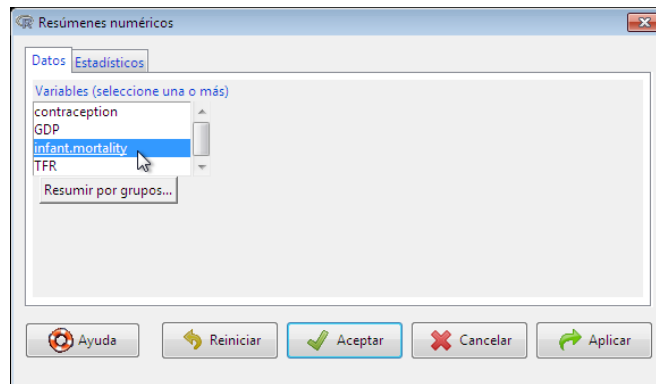 Resúmenes numéricos
Datos Estadísticos
Variables (seleccione una o más)
contraception
GDP
infant.mortality
TFR
Resumir por grupos...
Ayuda Reiniciar Aceptar Cancelar Aplicar